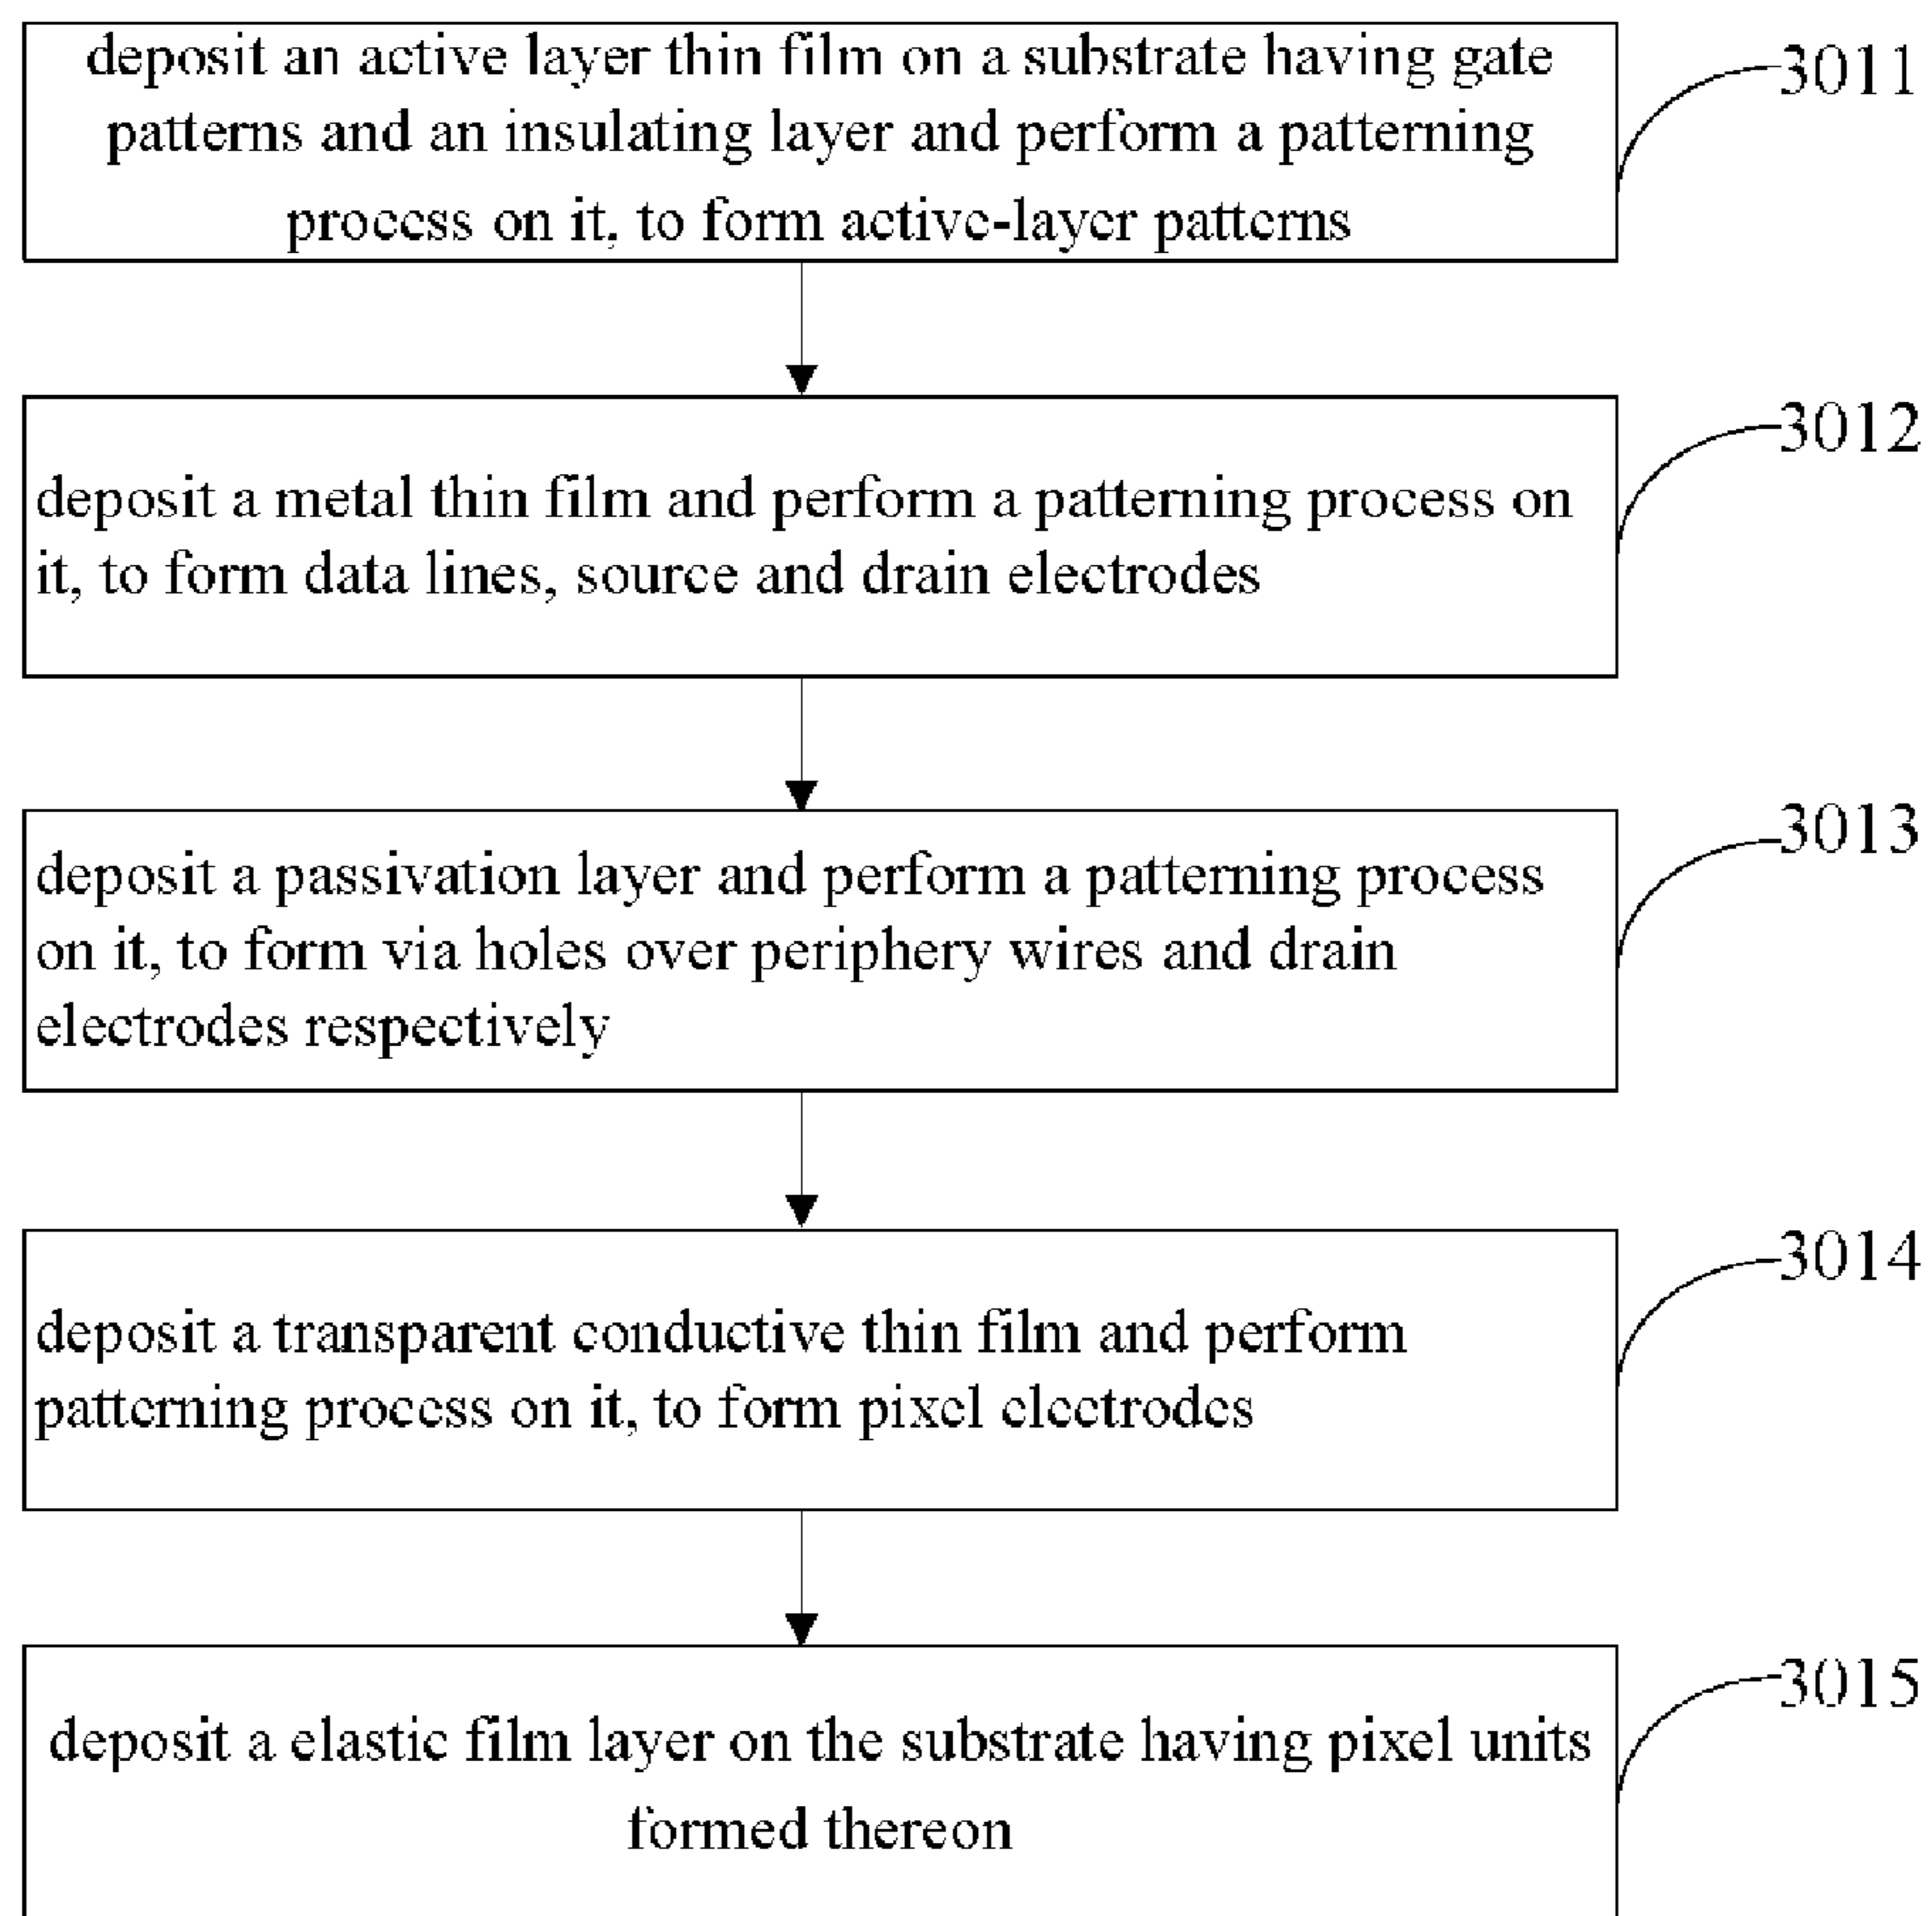 deposit an active layer thin film on a substrate having gate
patterns and an insulating layer and perform a patterning
process on it, to form active-layer patterns
3011
deposit a metal thin film and perform a patterning process on
it, to form data lines, source and drain electrodes
3012
deposit a passivation layer and perform a patterning process
on it, to form via holes over periphery wires and drain
electrodes respectively
3013
deposit a transparent conductive thin film and perform
patterning process on it, to form pixel electrodes
3014
deposit a elastic film layer on the substrate having pixel units
formed thereon
3015